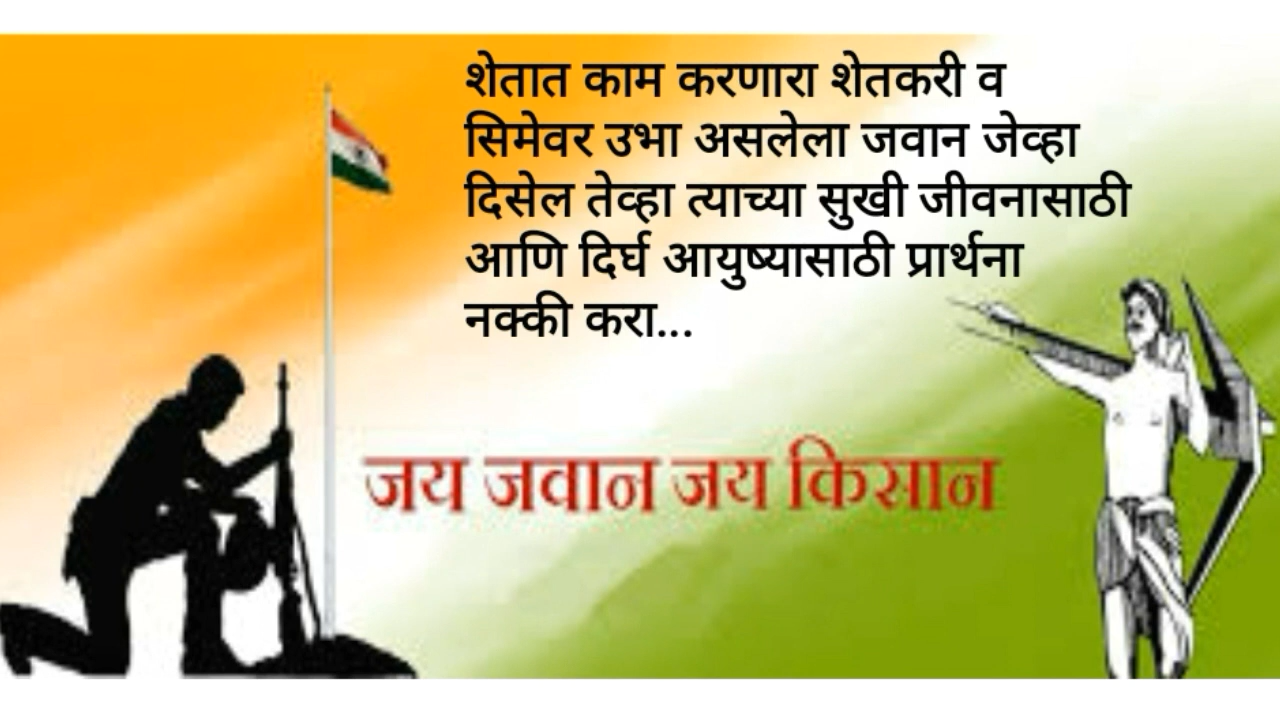 शेतात काम करणारा शेतकरी व
सिमेवर उभा असलेला जवान जेव्हा
दिसेल तेव्हा त्याच्या सुखी जीवनासाठी
आणि दिर्घ आयुष्यासाठी प्रार्थना
नक्की करा...
जय जवान जय किसान